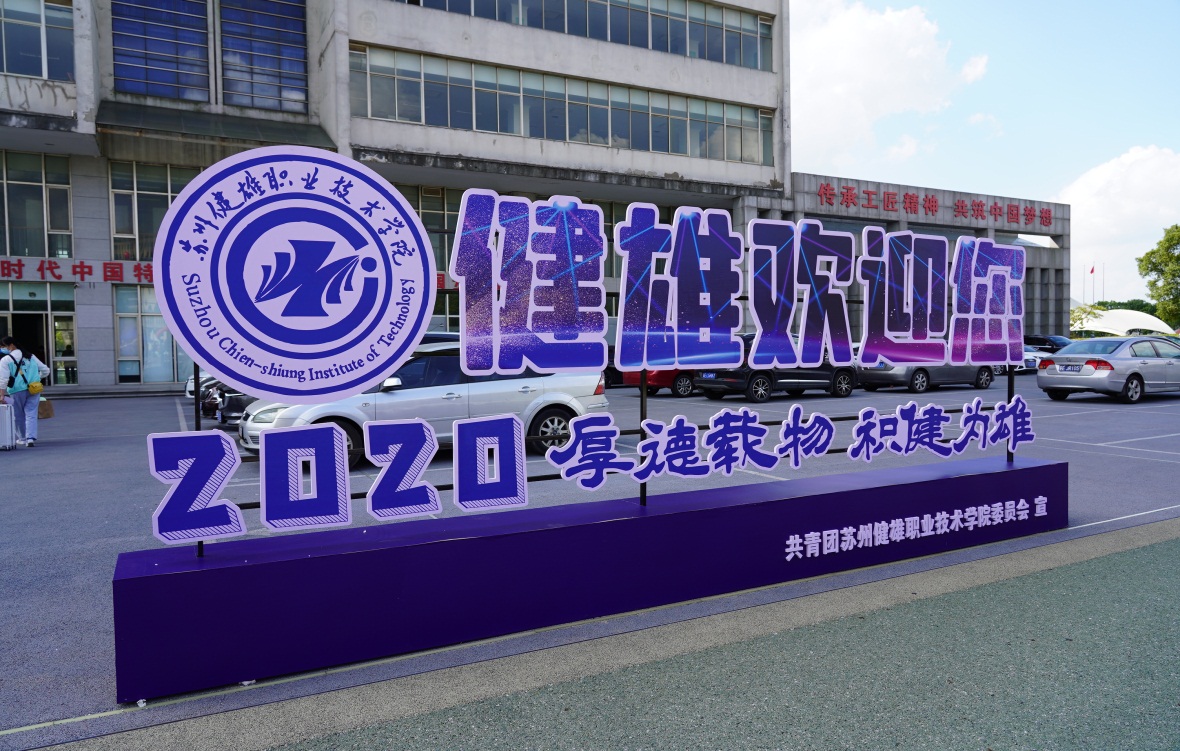 传承工匠精神 共筑中国梦想
时代中国特
苏州健雄职业技术学院
Suzhou Chien-shiung Institute of Technology
健雄欢迎您
2020 厚德载物 积健为雄
共青团苏州健雄职业技术学院委员会 宣